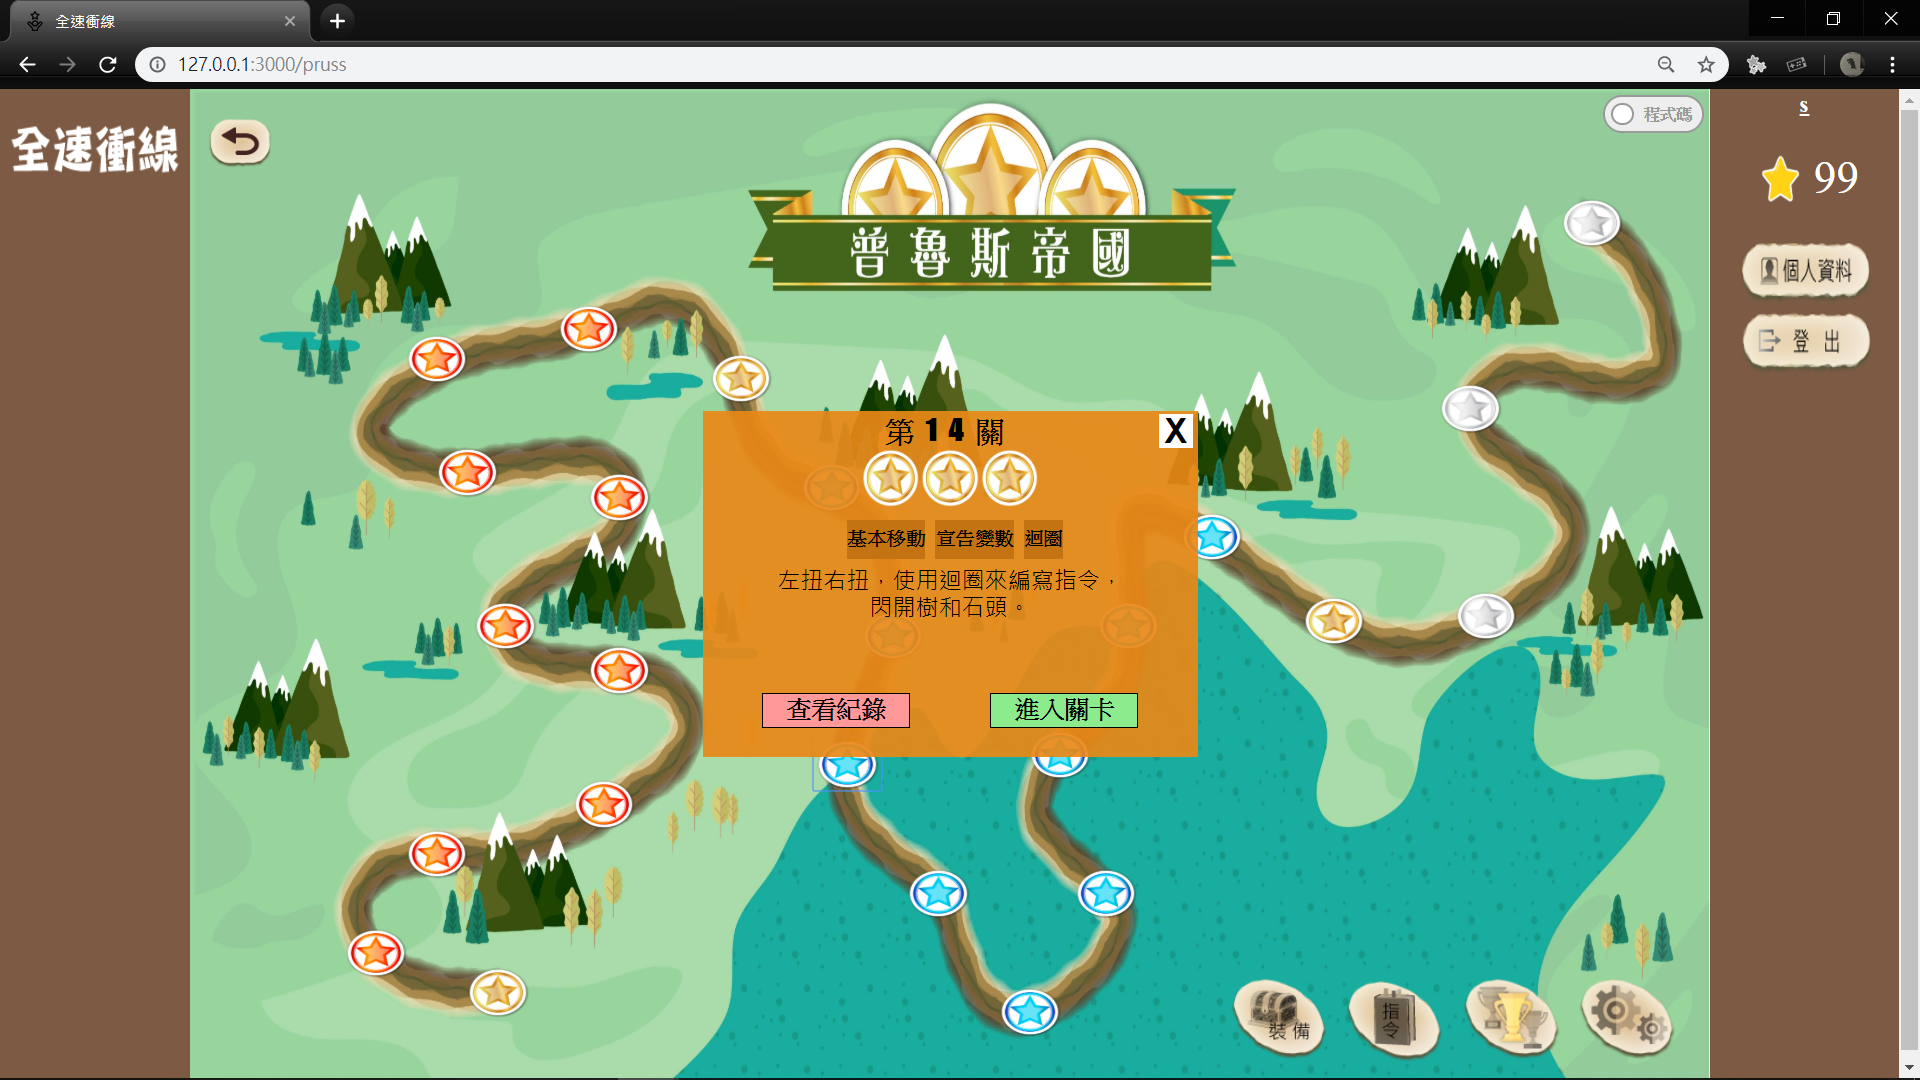 全速衝線
127.0.0.1:3000/pruss
全速衝線
程式碼
s
99
普魯斯帝國
個人資料
登出
第14關
X
基本移動 宣告變數 迴圈
左扭右扭，使用迴圈來編寫指令，
閃開樹和石頭。
查看紀錄
進入關卡
裝備
指令